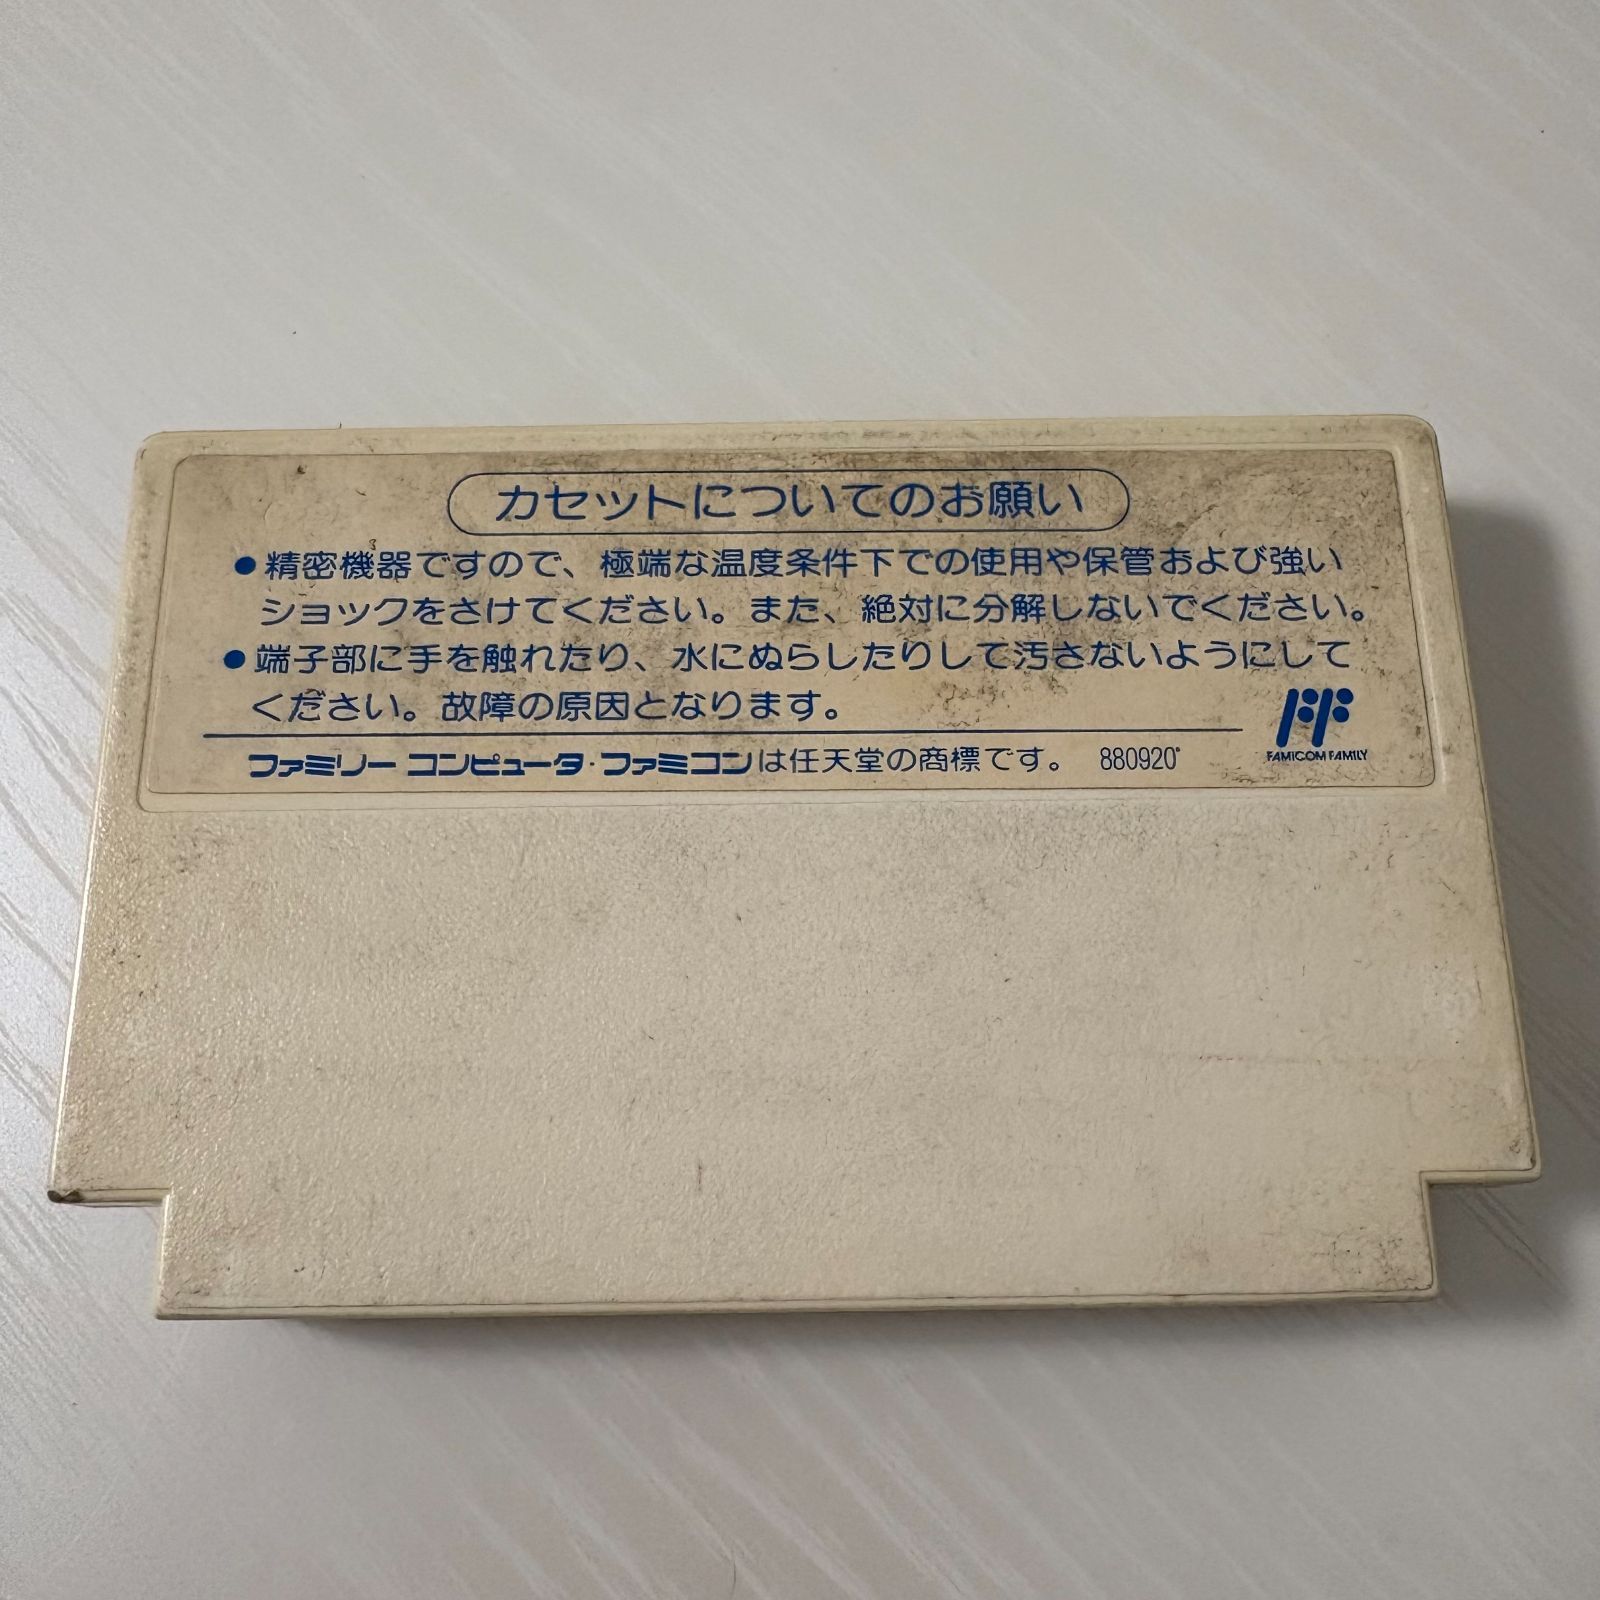 カセットについてのお願い
●精密機器ですので、極端な温度条件下での使用や保管および強い
ショックをさけてください。また、絶対に分解しないでください。
●端子部に手を触れたり、水にぬらしたりして汚さないようにして
ください。故障の原因となります。
FAMICOM FAMILY
ファミリー コンピュータ・ファミコンは任天堂の商標です。 880920